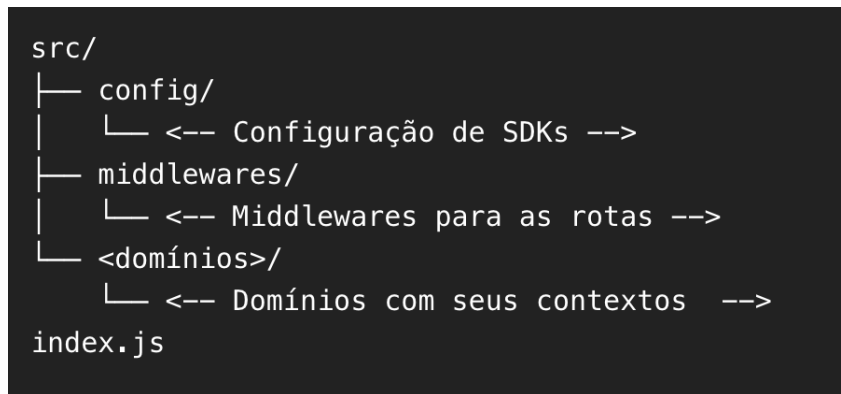 src/
├── config/
│   └── <-- Configuração de SDKs -->
├── middlewares/
│   └── <-- Middlewares para as rotas -->
└── <domínios>/
    └── <-- Domínios com seus contextos  -->
index.js